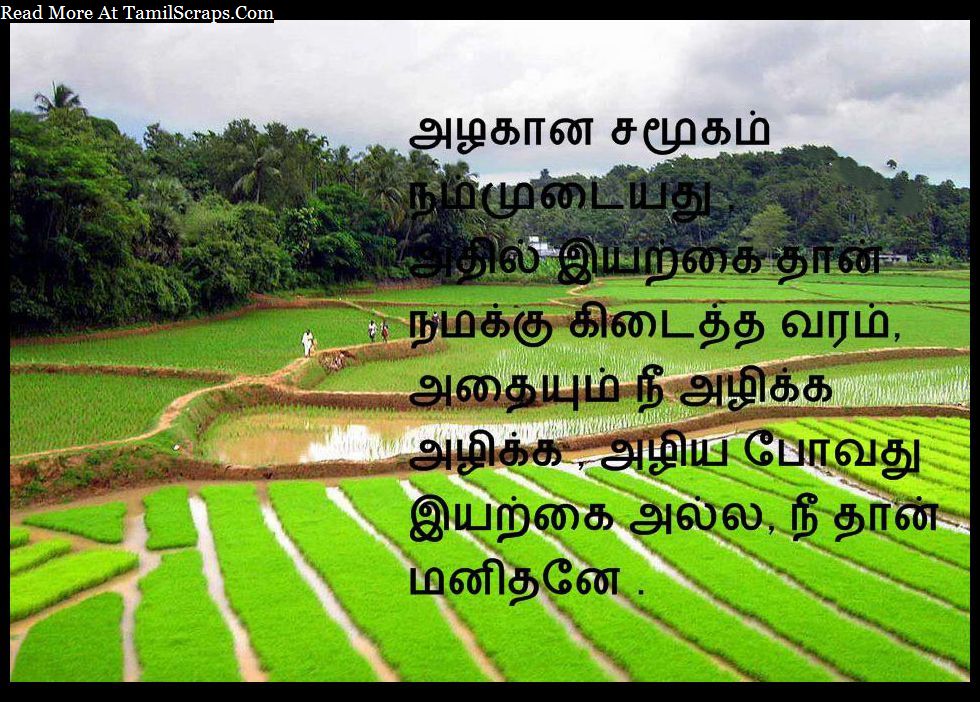 Read More At TamilScraps.Com
அழகான சமூகம்
நம்முடையது ,
அதில் இயற்கை தான்
நமக்கு கிடைத்த வரம்,
அதையும் நீ அழிக்க
அழிக்க , அழிய போவது
இயற்கை அல்ல, நீ தான்
மனிதனே .